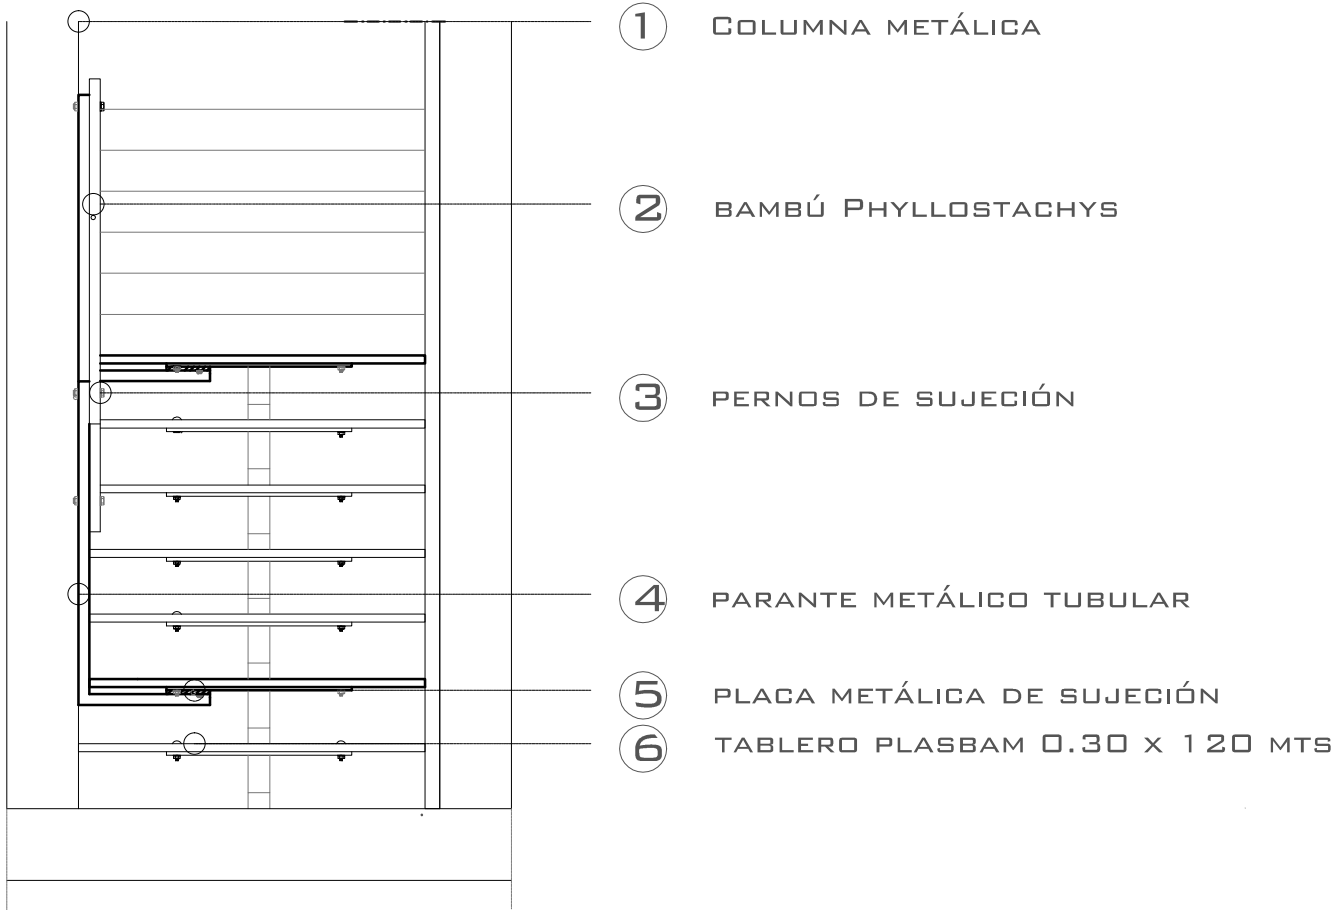 1 COLUMNA METÁLICA
2 BAMBÚ PHYLLOSTACHYS
3 PERNOS DE SUJECIÓN
4 PARANTE METÁLICO TUBULAR
5 PLACA METÁLICA DE SUJECIÓN
6 TABLERO PLASBAM 0.30 X 120 MTS